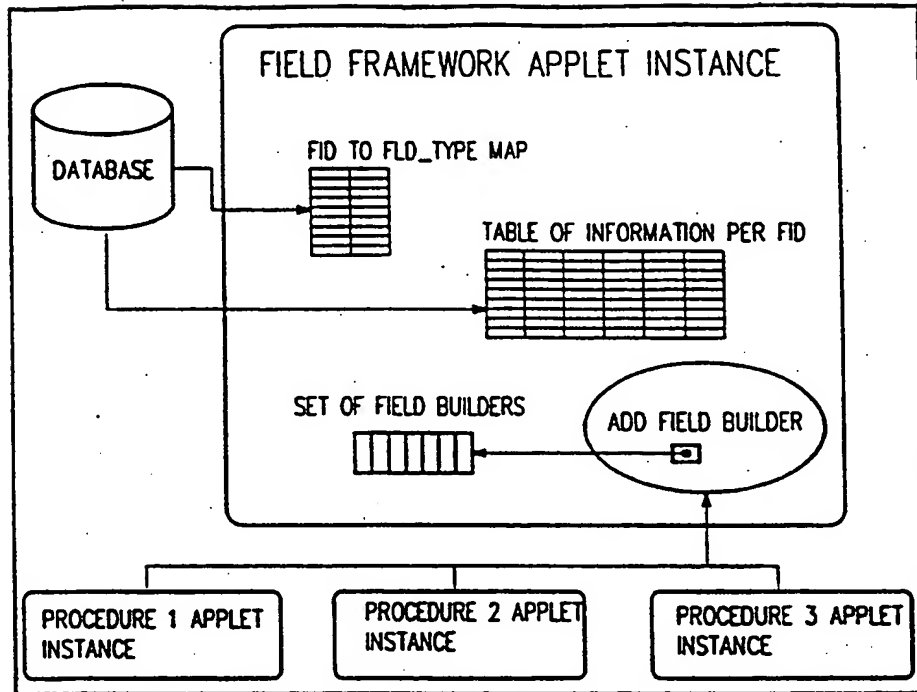 FIELD FRAMEWORK APPLET INSTANCE
DATABASE
FID TO FLD_TYPE MAP
TABLE OF INFORMATION PER FID
SET OF FIELD BUILDERS
ADD FIELD BUILDER
PROCEDURE 1 APPLET
INSTANCE
PROCEDURE 2 APPLET
INSTANCE
PROCEDURE 3 APPLET
INSTANCE